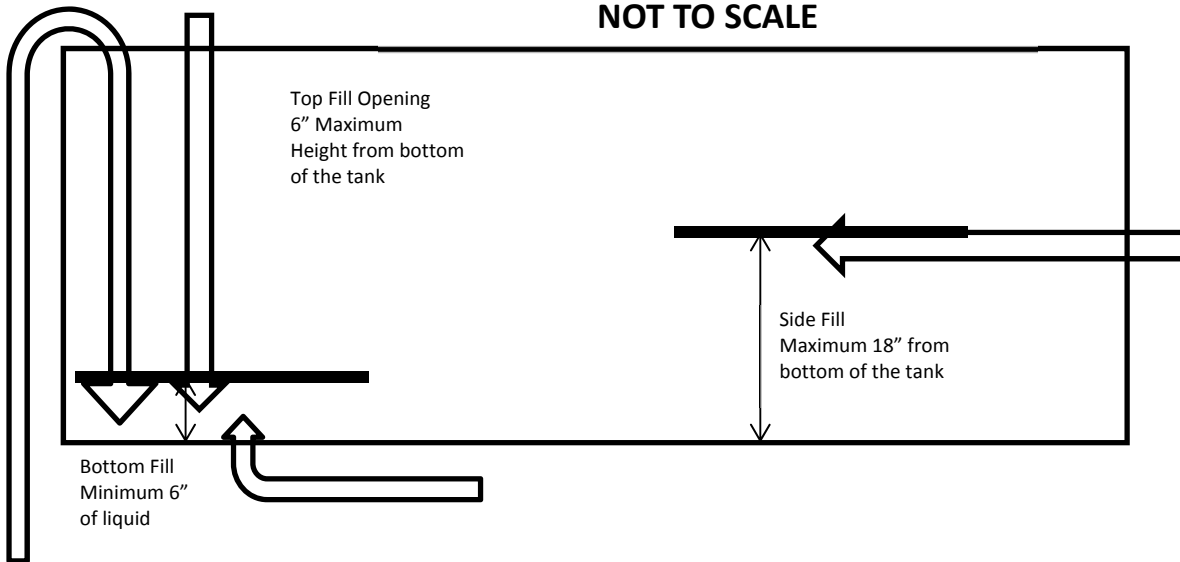 NOT TO SCALE
Top Fill Opening
6” Maximum
Height from bottom
of the tank
Side Fill
Maximum 18” from
bottom of the tank
Bottom Fill
Minimum 6”
of liquid